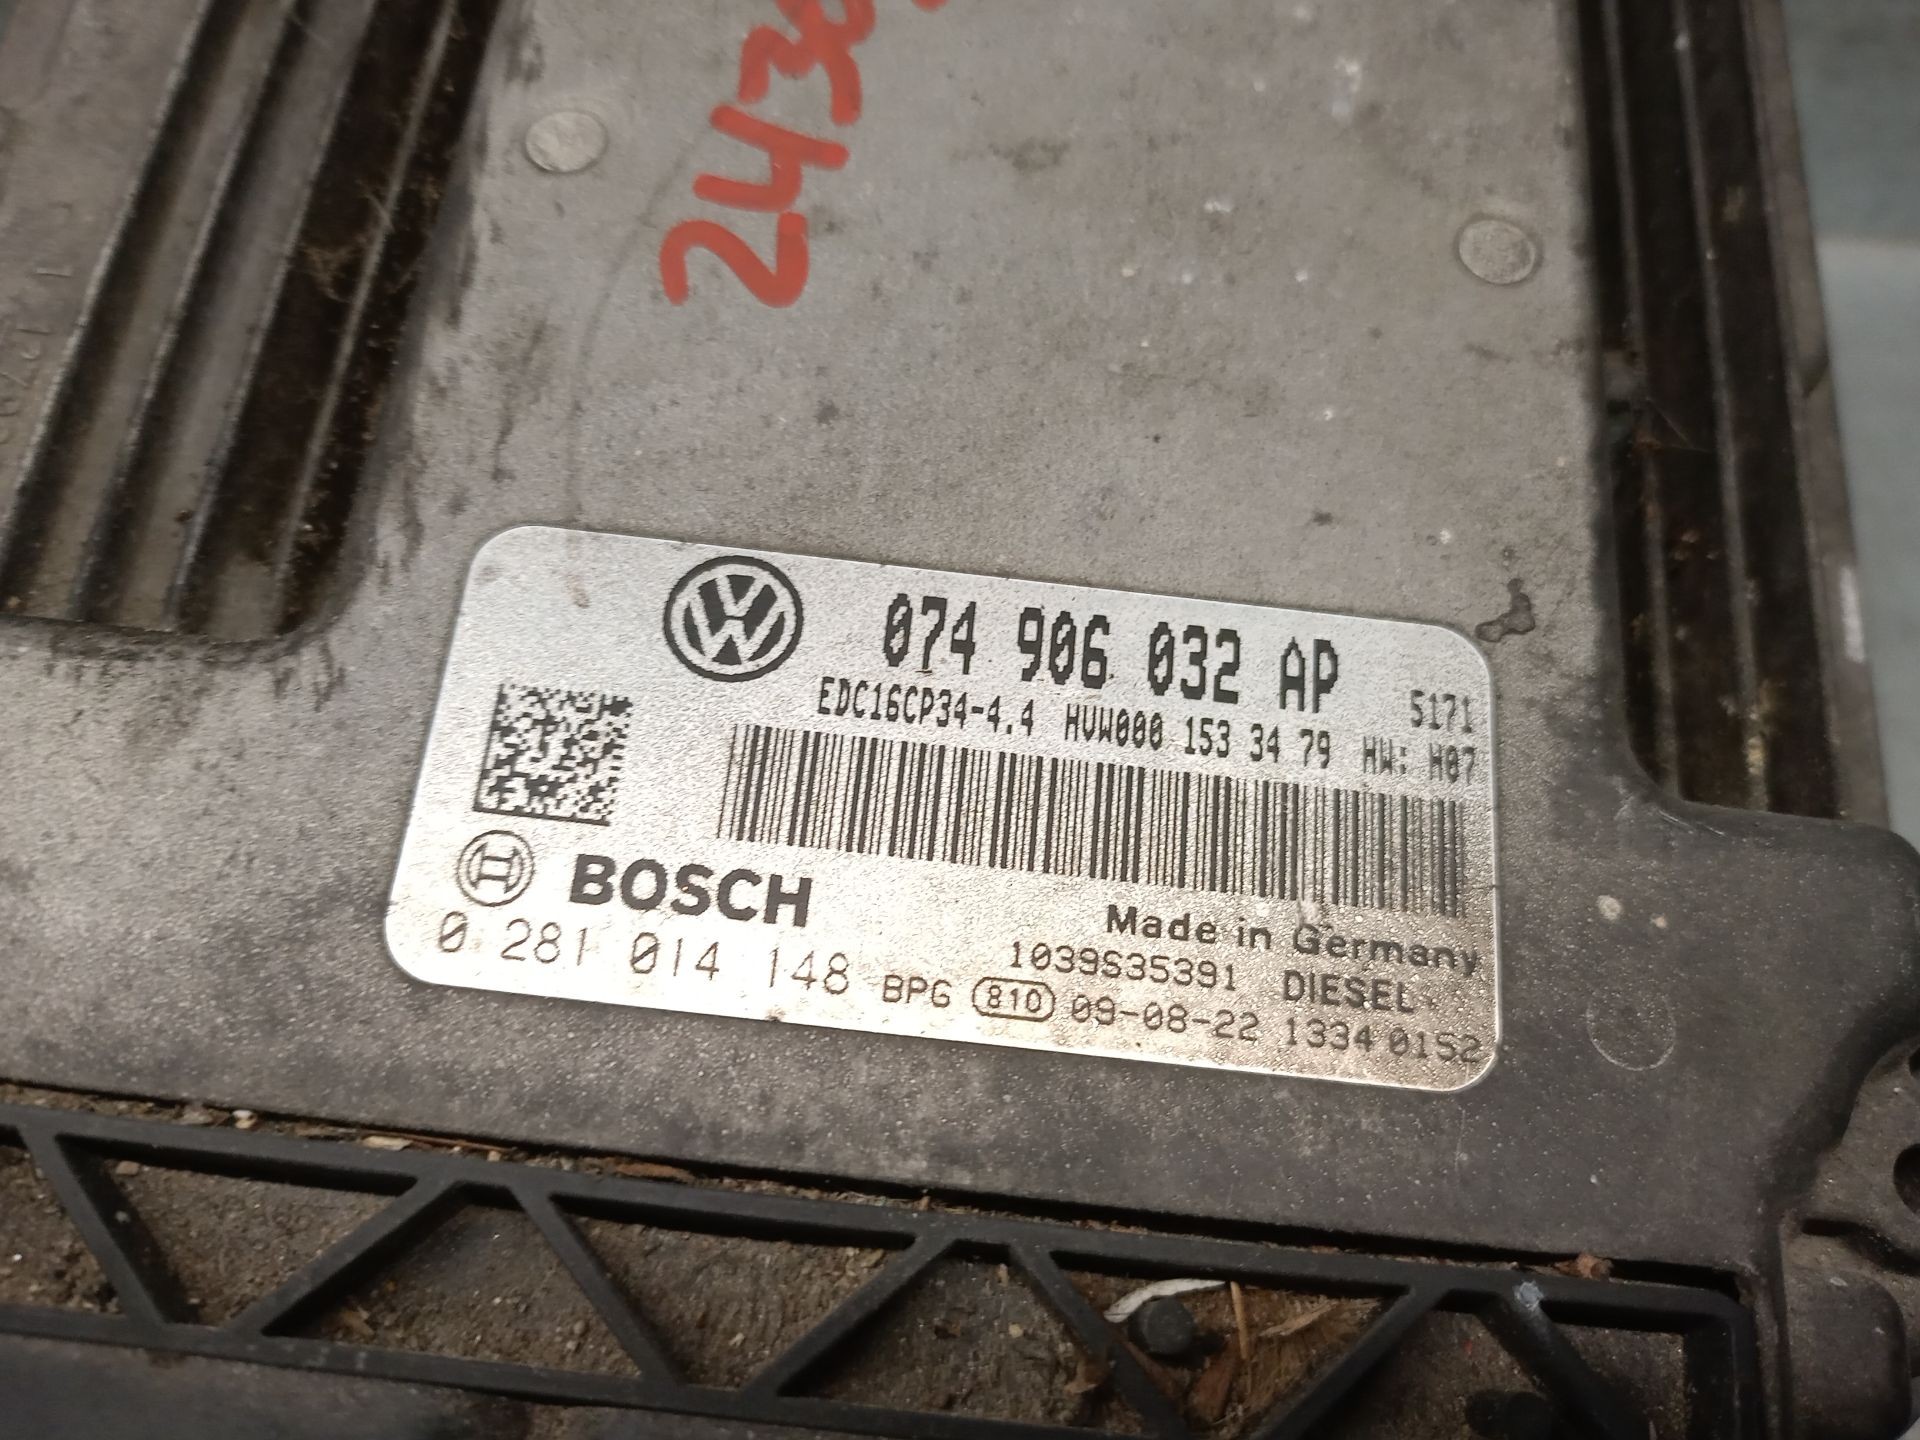 2430
074 906 032 AP
5171
EDC16CP34-4.4 HVW000 153 34 79 HW: H07
BOSCH
Made in Germany
0 281 014 148
1039S35391 DIESEL
BPG 810 09-08-22 1334 0152